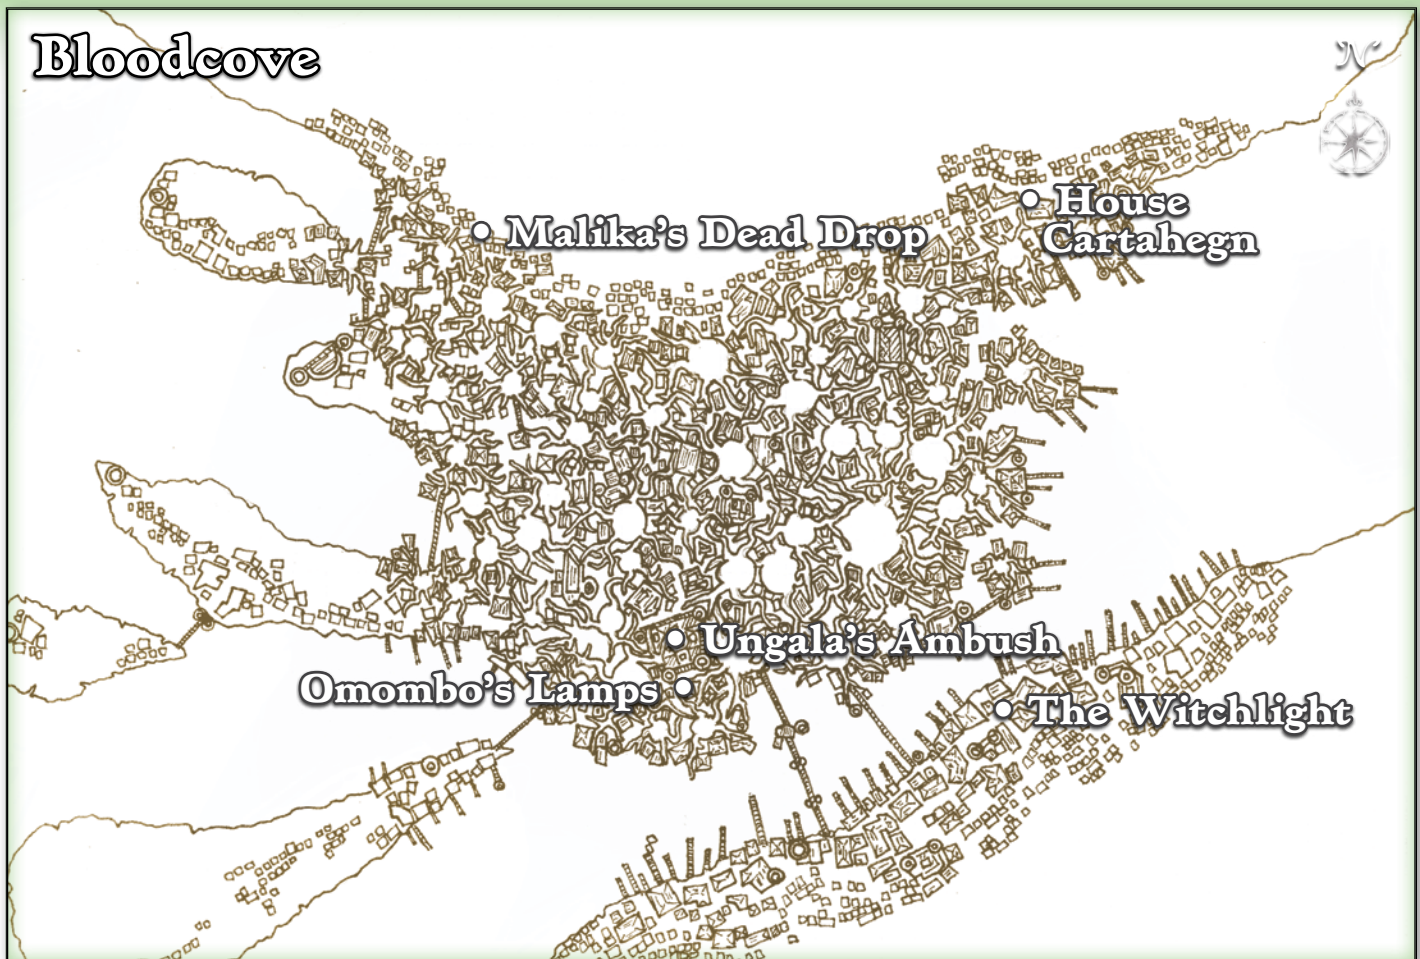 Bloodcove
N
• House
Cartahegn
• Malika's Dead Drop
• Ungala's Ambush
Omombo's Lamps •
• The Witchlight